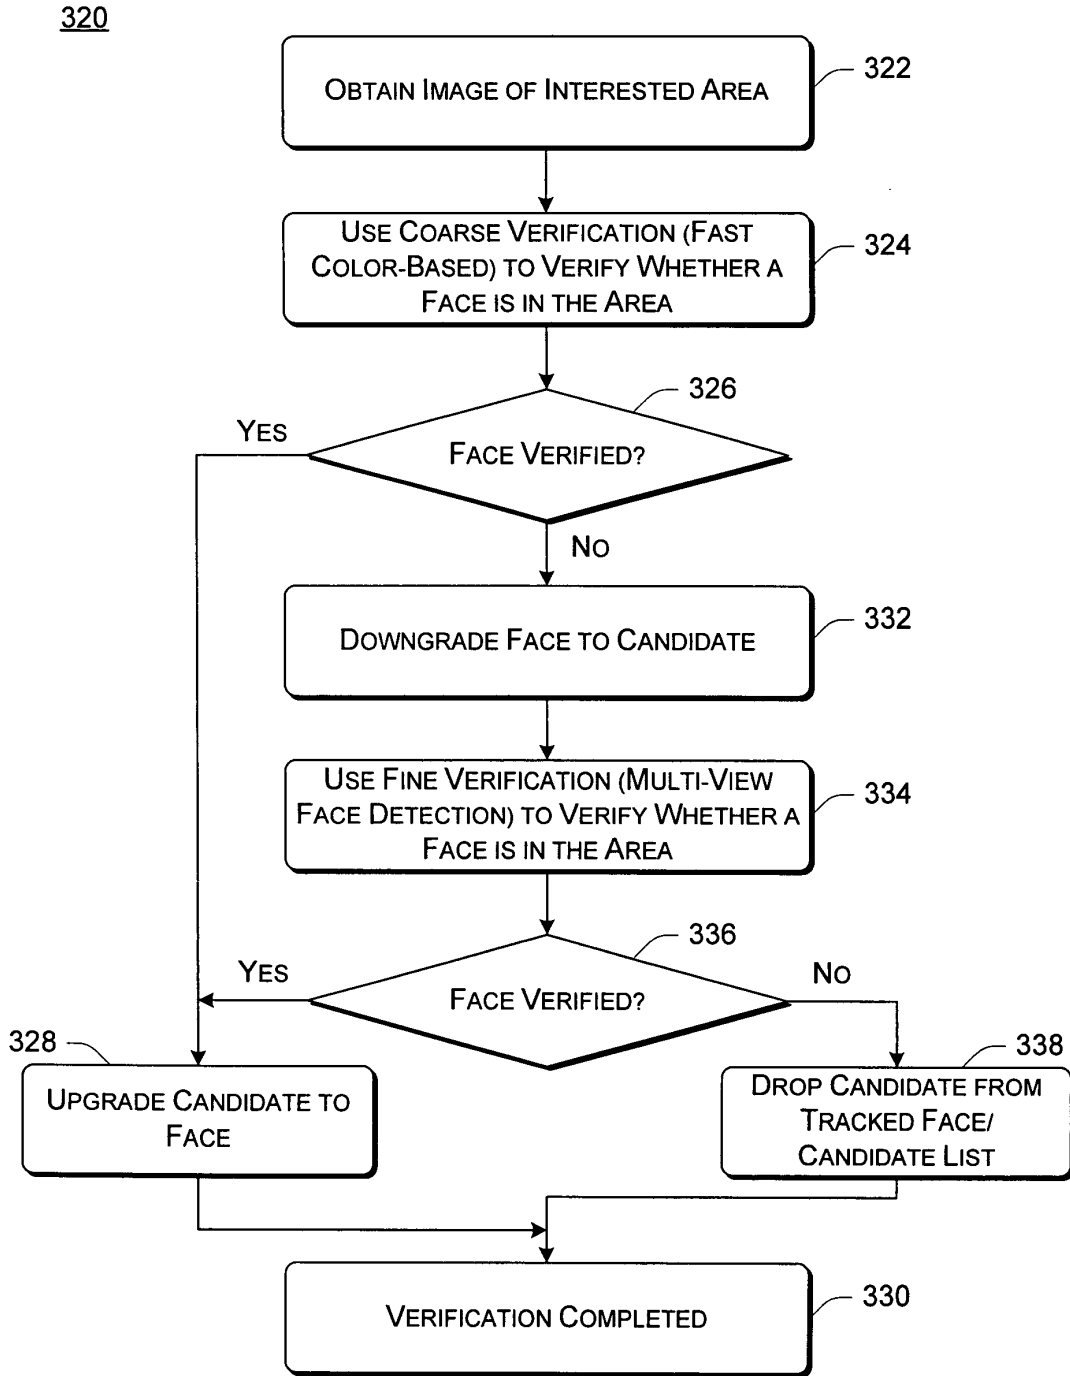 320
OBTAIN IMAGE OF INTERESTED AREA
322
USE COARSE VERIFICATION (FAST
COLOR-BASED) TO VERIFY WHETHER A
FACE IS IN THE AREA
324
326
YES
FACE VERIFIED?
NO
DOWNGRADE FACE TO CANDIDATE
332
USE FINE VERIFICATION (MULTI-VIEW
FACE DETECTION) TO VERIFY WHETHER A
FACE IS IN THE AREA
334
336
YES
FACE VERIFIED?
NO
328
UPGRADE CANDIDATE TO
FACE
338
DROP CANDIDATE FROM
TRACKED FACE/
CANDIDATE LIST
VERIFICATION COMPLETED
330